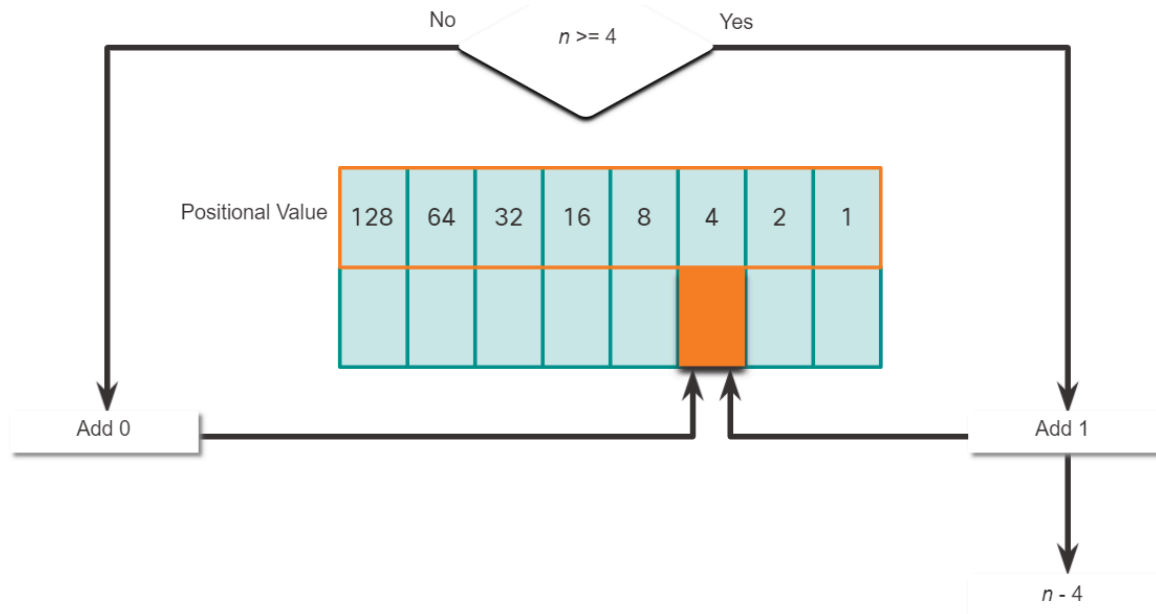 No
n >= 4
Yes
Positional Value
128 64 32 16 8 4 2 1
Add 0
Add 1
n - 4